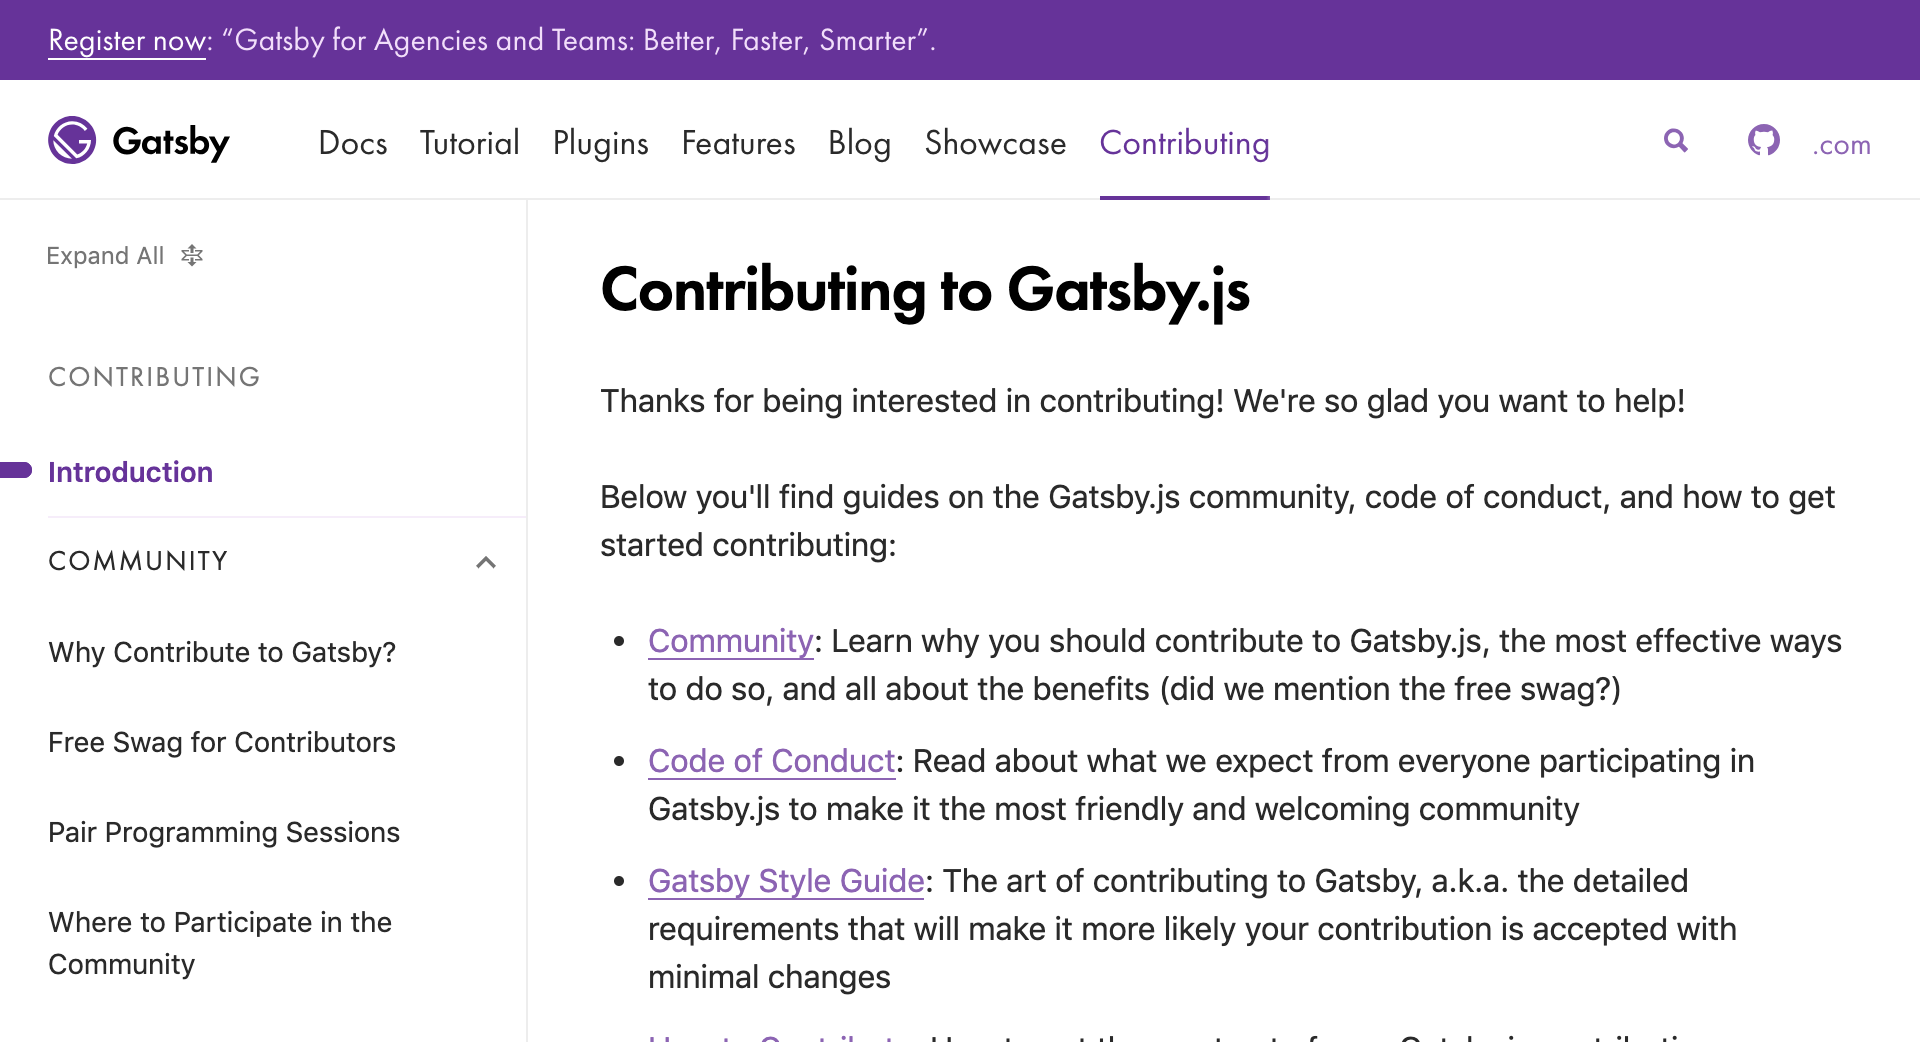 Register now: “Gatsby for Agencies and Teams: Better, Faster, Smarter”.
Gatsby
Docs Tutorial Plugins Features Blog Showcase Contributing .com
Expand All
CONTRIBUTING
Introduction
COMMUNITY
Why Contribute to Gatsby?
Free Swag for Contributors
Pair Programming Sessions
Where to Participate in the
Community
Contributing to Gatsby.js
Thanks for being interested in contributing! We're so glad you want to help!
Below you'll find guides on the Gatsby.js community, code of conduct, and how to get
started contributing:
Community: Learn why you should contribute to Gatsby.js, the most effective ways
to do so, and all about the benefits (did we mention the free swag?)
Code of Conduct: Read about what we expect from everyone participating in
Gatsby.js to make it the most friendly and welcoming community
Gatsby Style Guide: The art of contributing to Gatsby, a.k.a. the detailed
requirements that will make it more likely your contribution is accepted with
minimal changes